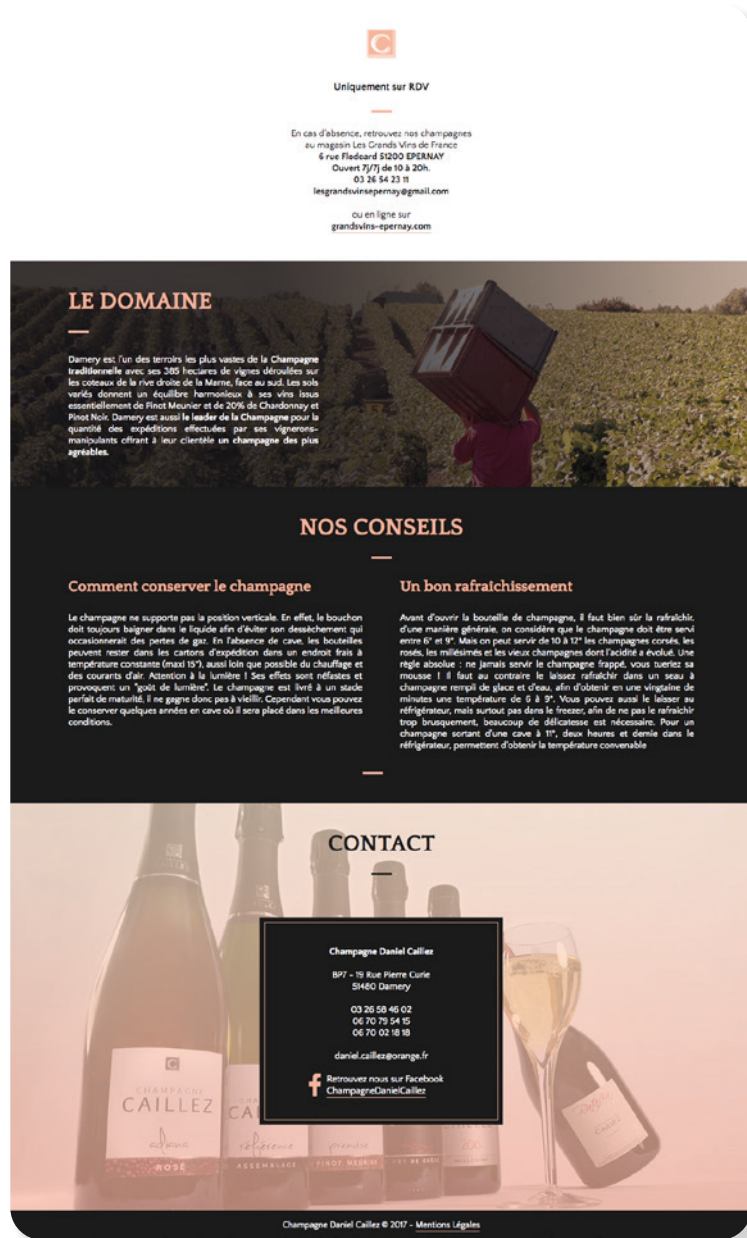 C
Uniquement sur RDV
En cas d'absence, retrouvez nos champagnes
au magasin Les Grands Vins de France
6 rue Flodoard 51200 EPERNAY
Ouvert 7j/7j de 10 à 20h.
03 26 54 23 11
lesgrandsvinsepernay@gmail.com
ou en ligne sur
grandsvins-epernay.com
LE DOMAINE
Damery est l'un des terroirs les plus vastes de la Champagne
traditionnelle avec ses 385 hectares de vignes déroulées sur
les coteaux de la rive droite de la Marne, face au sud. Les sols
variés donnent un équilibre harmonieux à ses vins issus
essentiellement de Pinot Meunier et de 20% de Chardonnay et
Pinot Noir. Damery est aussi le leader de la Champagne pour la
quantité des expéditions effectuées par ses vignerons-
manipulants offrant à leur clientèle un champagne des plus
agréables.
NOS CONSEILS
Comment conserver le champagne
Le champagne ne supporte pas la position verticale. En effet, le bouchon
doit toujours baigner dans le liquide afin d'éviter son dessèchement qui
occasionnerait des pertes de gaz. En l'absence de cave, les bouteilles
peuvent rester dans les cartons d'expédition dans un endroit frais à
température constante (maxi 15°), aussi loin que possible du chauffage et
des courants d'air. Attention à la lumière ! Ses effets sont néfastes et
provoquent un "goût de lumière". Le champagne est livré à un stade
parfait de maturité, il ne gagne donc pas à vieillir. Cependant vous pouvez
le conserver quelques années en cave où il sera placé dans les meilleures
conditions.
Un bon rafraîchissement
Avant d'ouvrir la bouteille de champagne, il faut bien sûr la rafraîchir.
d'une manière générale, on considère que le champagne doit être servi
entre 6° et 9°. Mais on peut servir de 10 à 12° les champagnes corsés, les
rosés, les millésimés et les vieux champagnes dont l'acidité a évolué. Une
règle absolue : ne jamais servir le champagne frappé, vous tueriez sa
mousse ! Il faut au contraire le laissez rafraîchir dans un seau à
champagne rempli de glace et d'eau, afin d'obtenir en une vingtaine de
minutes une température de 6 à 9°. Vous pouvez aussi le laisser au
réfrigérateur, mais surtout pas dans le freezer, afin de ne pas le rafraîchir
trop brusquement, beaucoup de délicatesse est nécessaire. Pour un
champagne sortant d'une cave à 11°, deux heures et demie dans le
réfrigérateur, permettent d'obtenir la température convenable
CONTACT
Champagne Daniel Caillez
BP7 - 19 Rue Pierre Curie
51480 Damery
03 26 58 46 02
06 70 79 54 15
06 70 02 18 18
daniel.caillez@orange.fr
Retrouvez nous sur Facebook
ChampagneDanielCaillez
C
CHAMPAGNE
CAILLEZ
adriana
ROSÉ
CA
référence
ASSEMBLAGE
PINOT MEUNIER
Champagne Daniel Caillez © 2017 - Mentions Légales